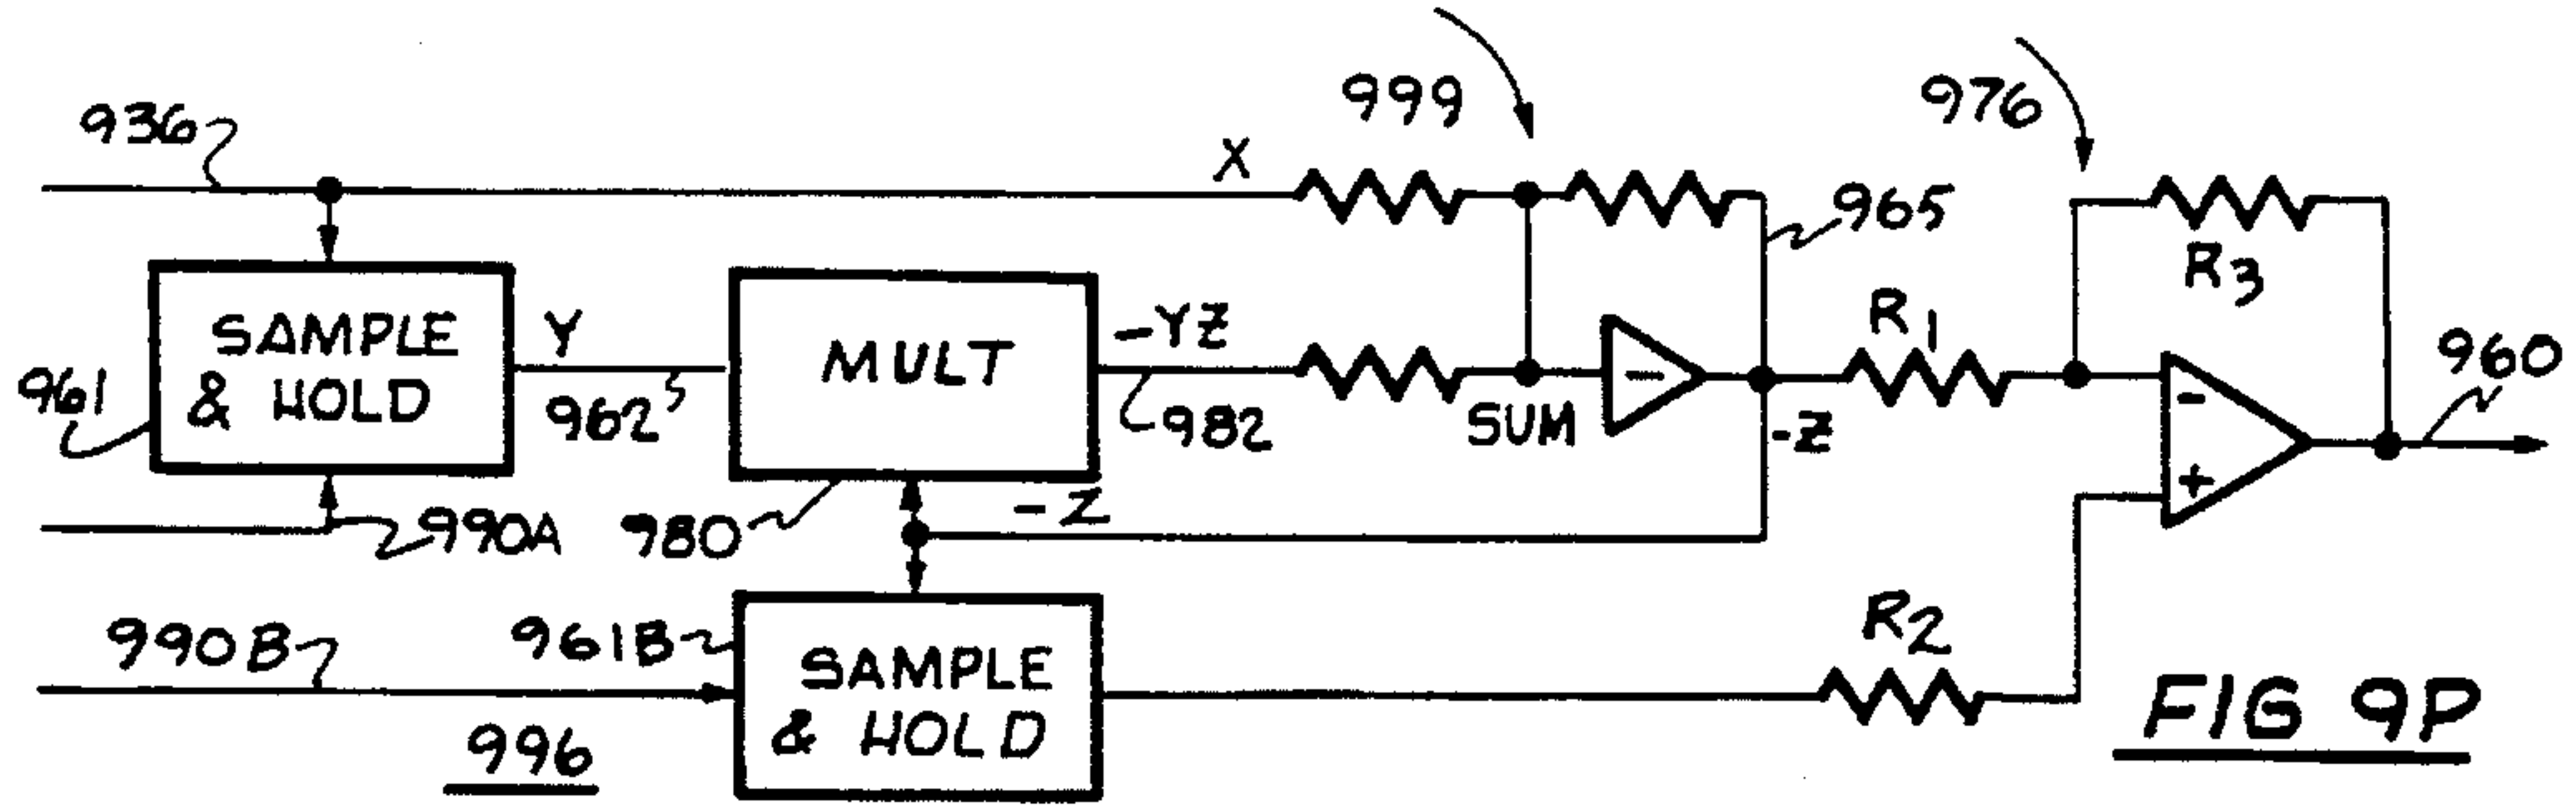 936
X
999
976
965
R3
SAMPLE
& HOLD
961
Y
962
MULT
-YZ
982
SUM
-
-Z
R1
-
+
960
990A
980
-Z
990B
961B
SAMPLE
& HOLD
R2
996
FIG 9P